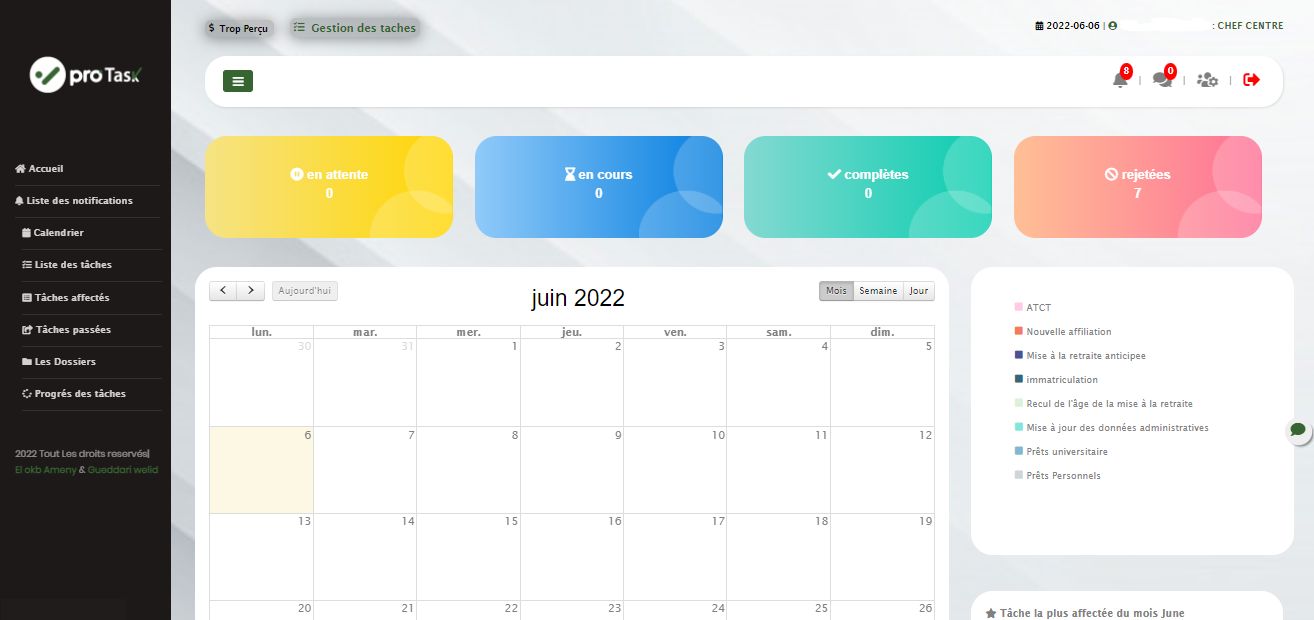 $ Trop Perçu
Gestion des taches
2022-06-06 | : CHEF CENTRE
pro Task
8
0
| | |
Accueil
Liste des notifications
Calendrier
Liste des tâches
Tâches affectés
Tâches passées
Les Dossiers
Progrés des tâches
2022 Tout Les droits reservés|
El okb Ameny & Gueddari welid
en attente
0
en cours
0
complètes
0
rejetées
7
< >
Aujourd'hui
juin 2022
Mois Semaine Jour
lun. mar. mer. jeu. ven. sam. dim.
30 31 1 2 3 4 5
6 7 8 9 10 11 12
13 14 15 16 17 18 19
20 21 22 23 24 25 26
ATCT
Nouvelle affiliation
Mise à la retraite anticipee
immatriculation
Recul de l'âge de la mise à la retraite
Mise à jour des données administratives
Prêts universitaire
Prêts Personnels
Tâche la plus affectée du mois June